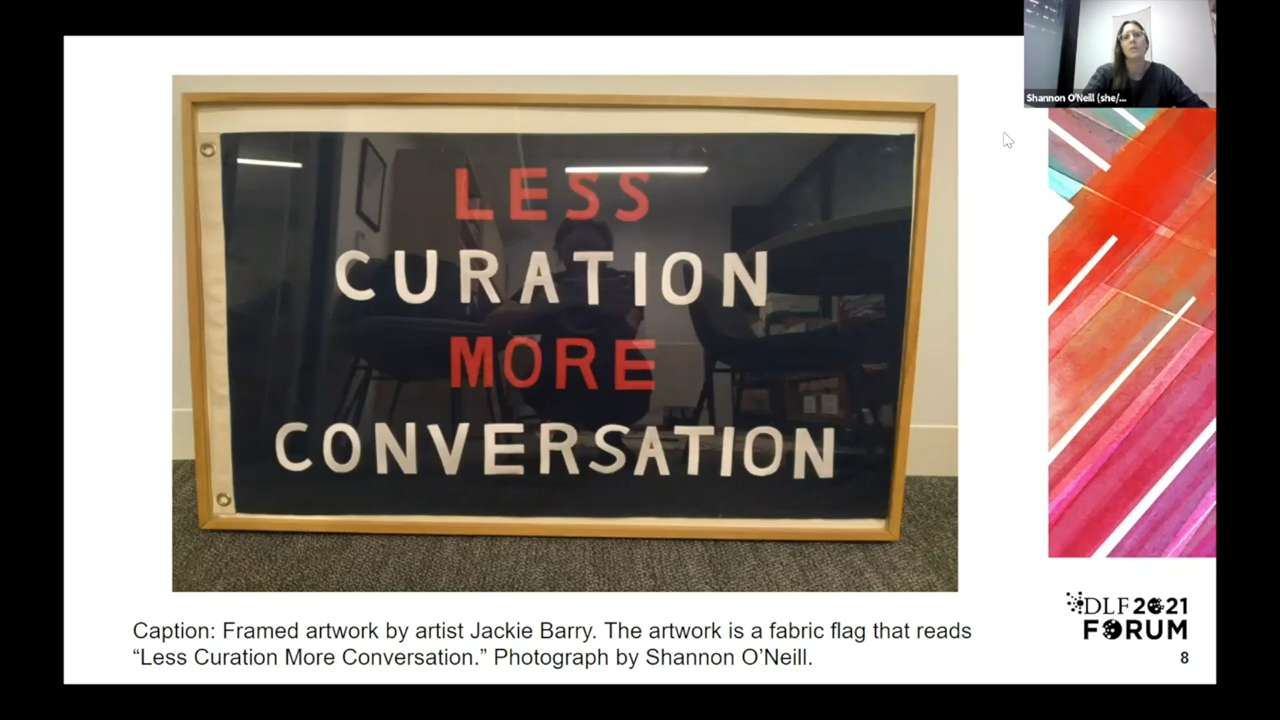 Shannon O'Neill (she/...
LESS
CURATION
MORE
CONVERSATION
DLF 2021
FORUM
Caption: Framed artwork by artist Jackie Barry. The artwork is a fabric flag that reads
“Less Curation More Conversation.” Photograph by Shannon O’Neill.
8